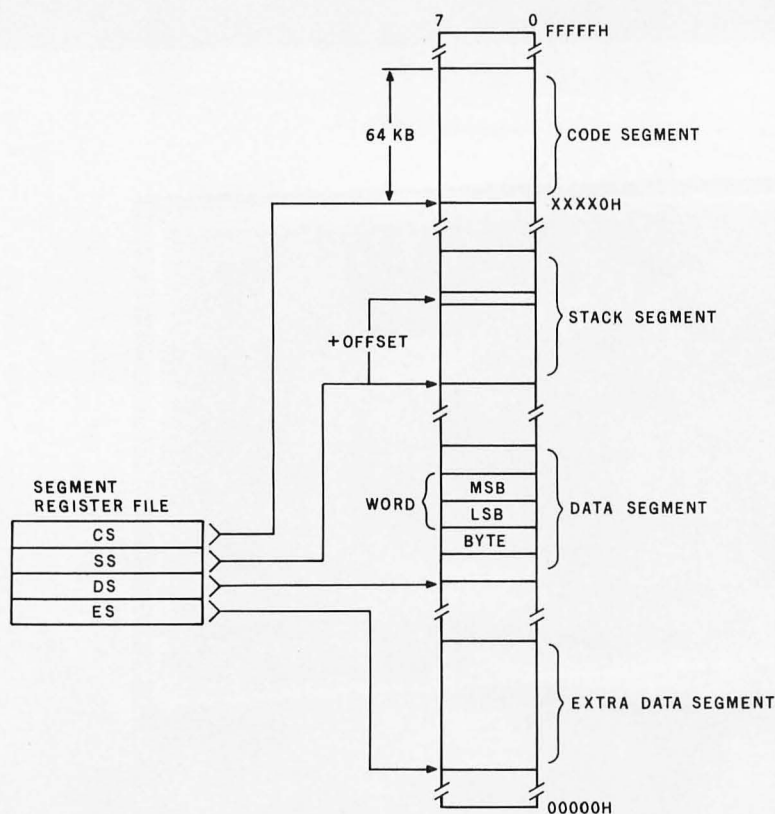 7 0
FFFFFH
64 KB
CODE SEGMENT
XXXX0H
STACK SEGMENT
+OFFSET
SEGMENT
REGISTER FILE
CS
SS
DS
ES
WORD
MSB
LSB
BYTE
DATA SEGMENT
EXTRA DATA SEGMENT
00000H